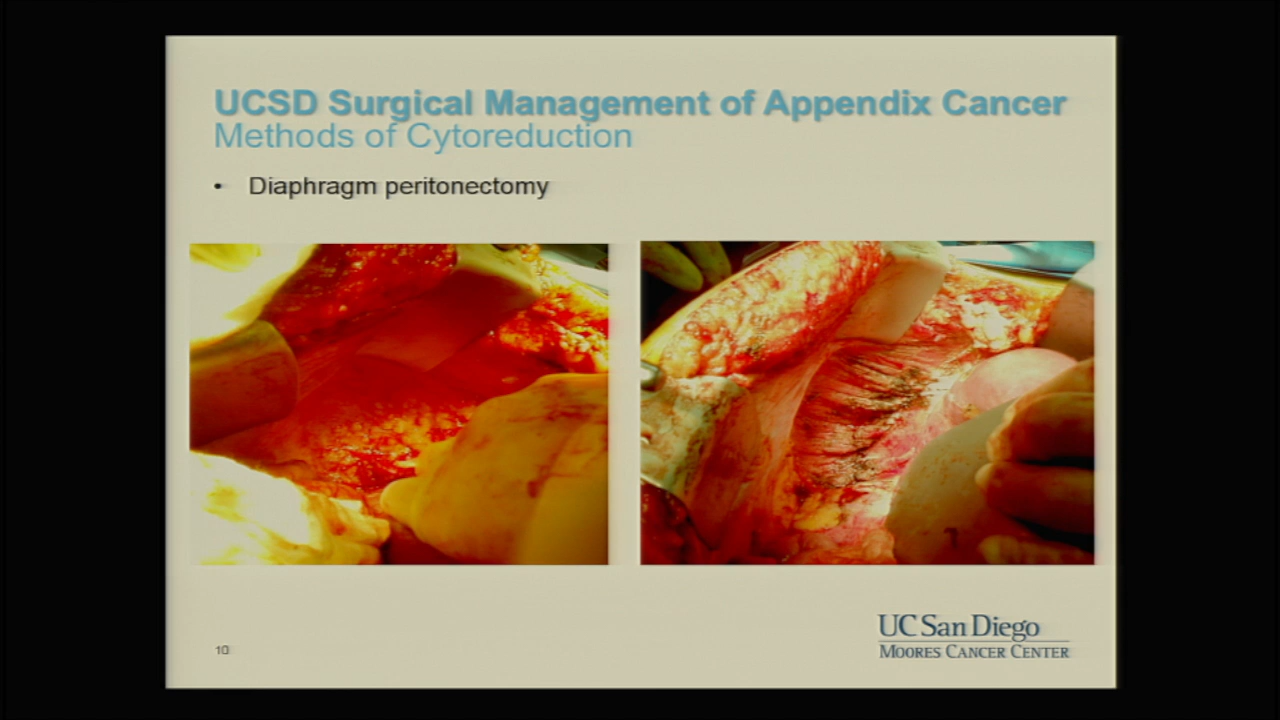 UCSD Surgical Management of Appendix Cancer
Methods of Cytoreduction
• Diaphragm peritonectomy
10
UC San Diego
MOORES CANCER CENTER